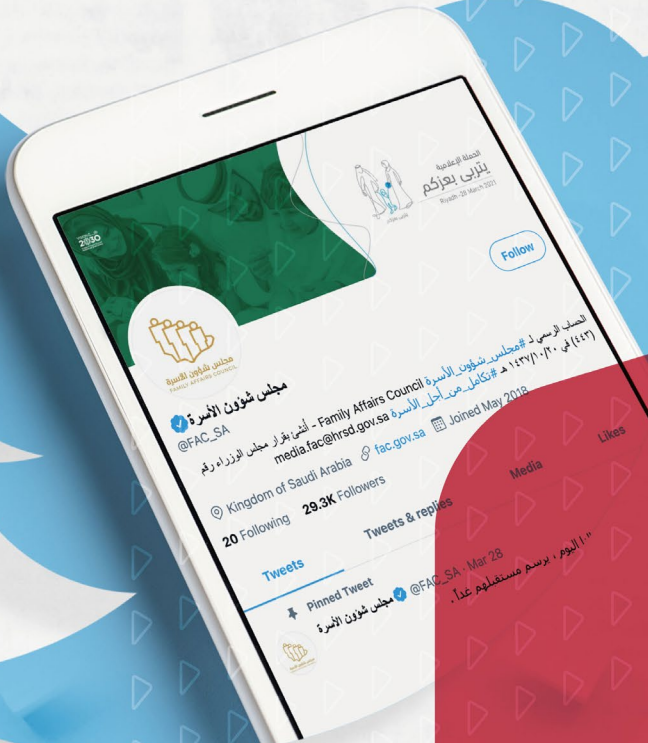 الحملة الإعلامية
يتربى بعزكم
Riyadh-28 March 2021
2030
Follow
مجلس شؤون الأسرة
FAMILY AFFAIRS COUNCIL
مجلس شؤون الأسرة
@FAC_SA
الحساب الرسمي لـ #مجلس_شؤون_الأسرة Family Affairs Council - أنشئ بقرار مجلس الوزراء رقم
(٤٤٣) في ١٤٣٧/١٠/٢٠ هـ #تكامل_من_أجل_الأسرة media.fac@hrsd.gov.sa
Kingdom of Saudi Arabia fac.gov.sa Joined May 2018
20 Following 29.3K Followers
Tweets Tweets & replies Media Likes
Pinned Tweet
مجلس شؤون الأسرة @FAC_SA · Mar 28
اليوم ، يرسم مستقبلهم غداً .